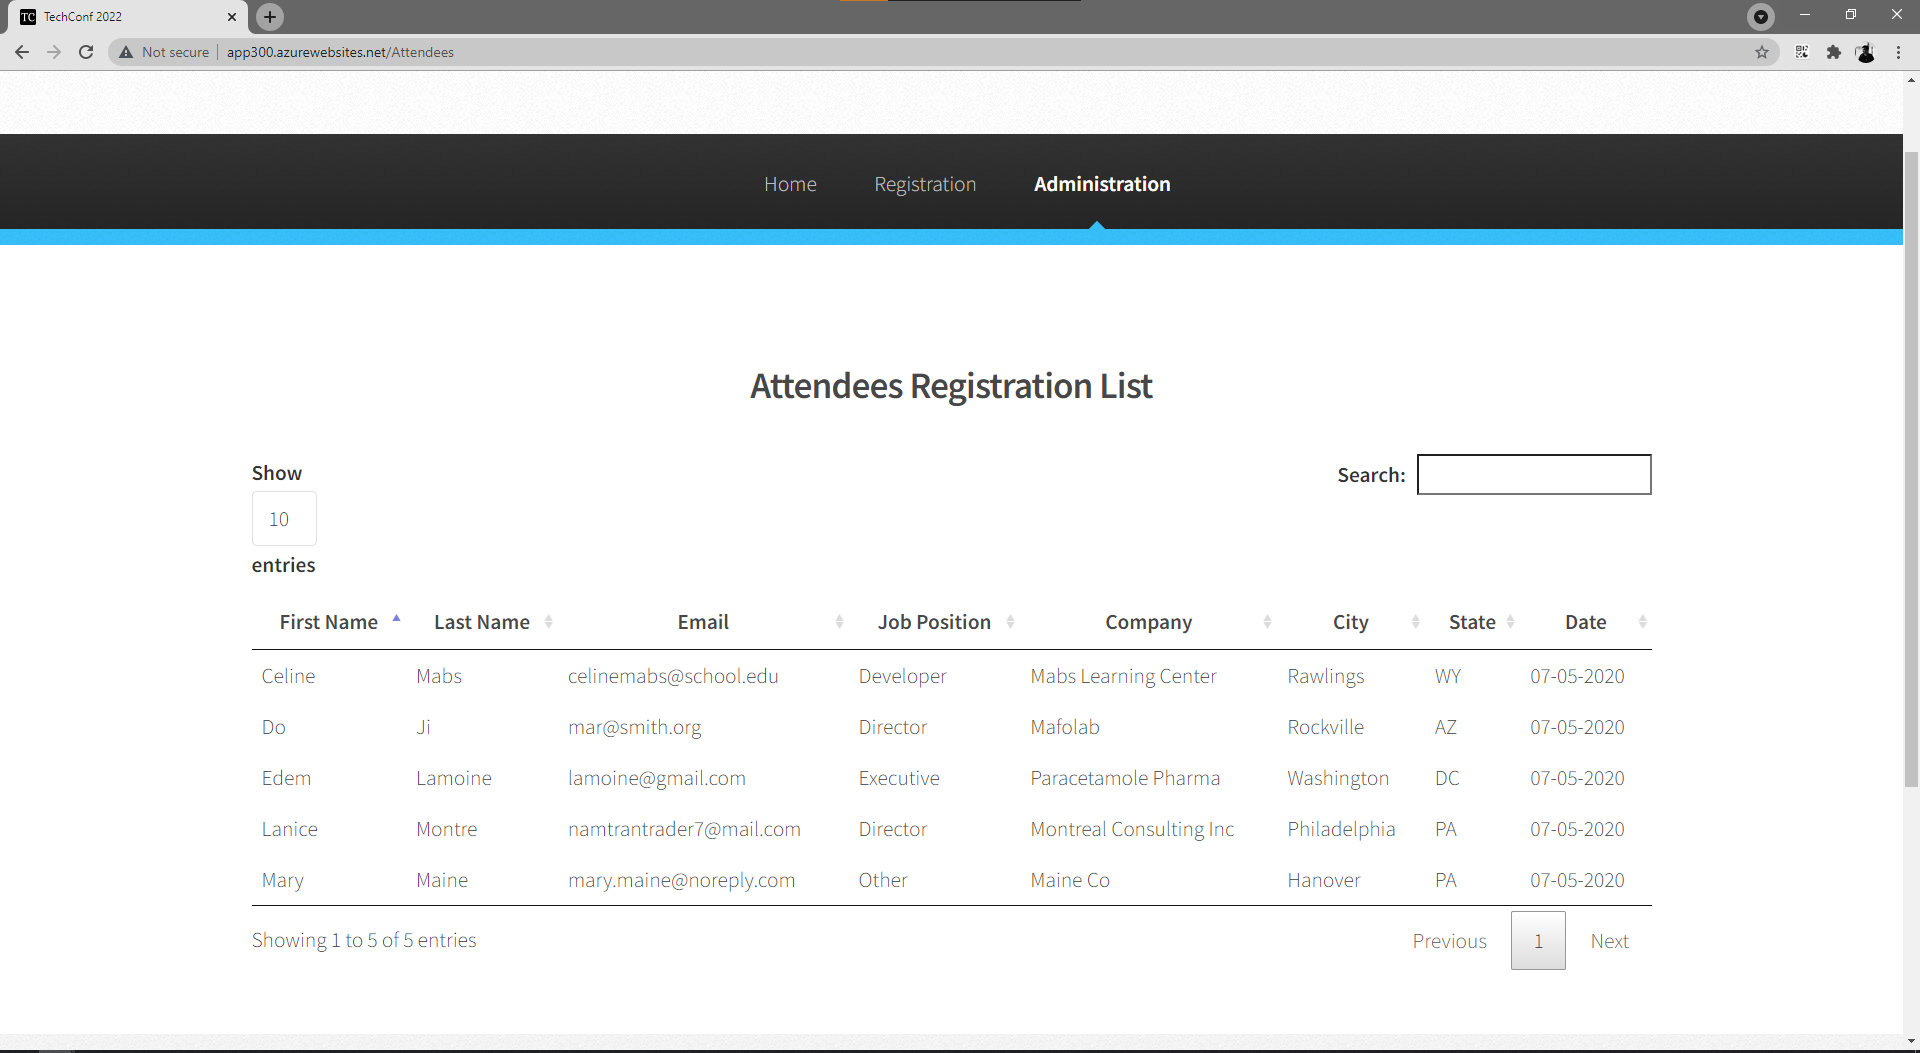 TC TechConf 2022
Not secure app300.azurewebsites.net/Attendees
Home Registration Administration
Attendees Registration List
Show
Search:
10
entries
First Name Last Name Email Job Position Company City State Date
Celine Mabs celinemabs@school.edu Developer Mabs Learning Center Rawlings WY 07-05-2020
Do Ji mar@smith.org Director Mafolab Rockville AZ 07-05-2020
Edem Lamoine lamoine@gmail.com Executive Paracetamole Pharma Washington DC 07-05-2020
Lanice Montre namtrantrader7@mail.com Director Montreal Consulting Inc Philadelphia PA 07-05-2020
Mary Maine mary.maine@noreply.com Other Maine Co Hanover PA 07-05-2020
Showing 1 to 5 of 5 entries
Previous 1 Next